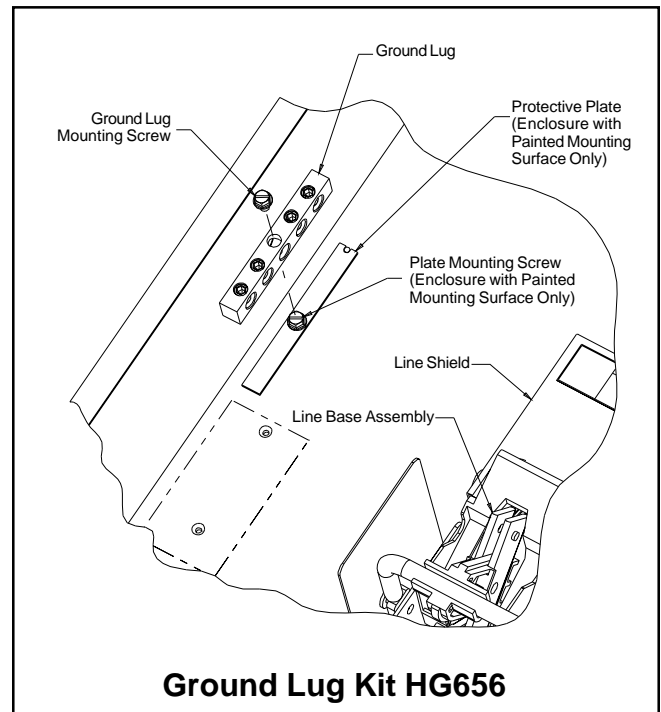 Ground Lug
Ground Lug
Mounting Screw
Protective Plate
(Enclosure with
Painted Mounting
Surface Only)
Plate Mounting Screw
(Enclosure with Painted
Mounting Surface Only)
Line Shield
Line Base Assembly
Ground Lug Kit HG656